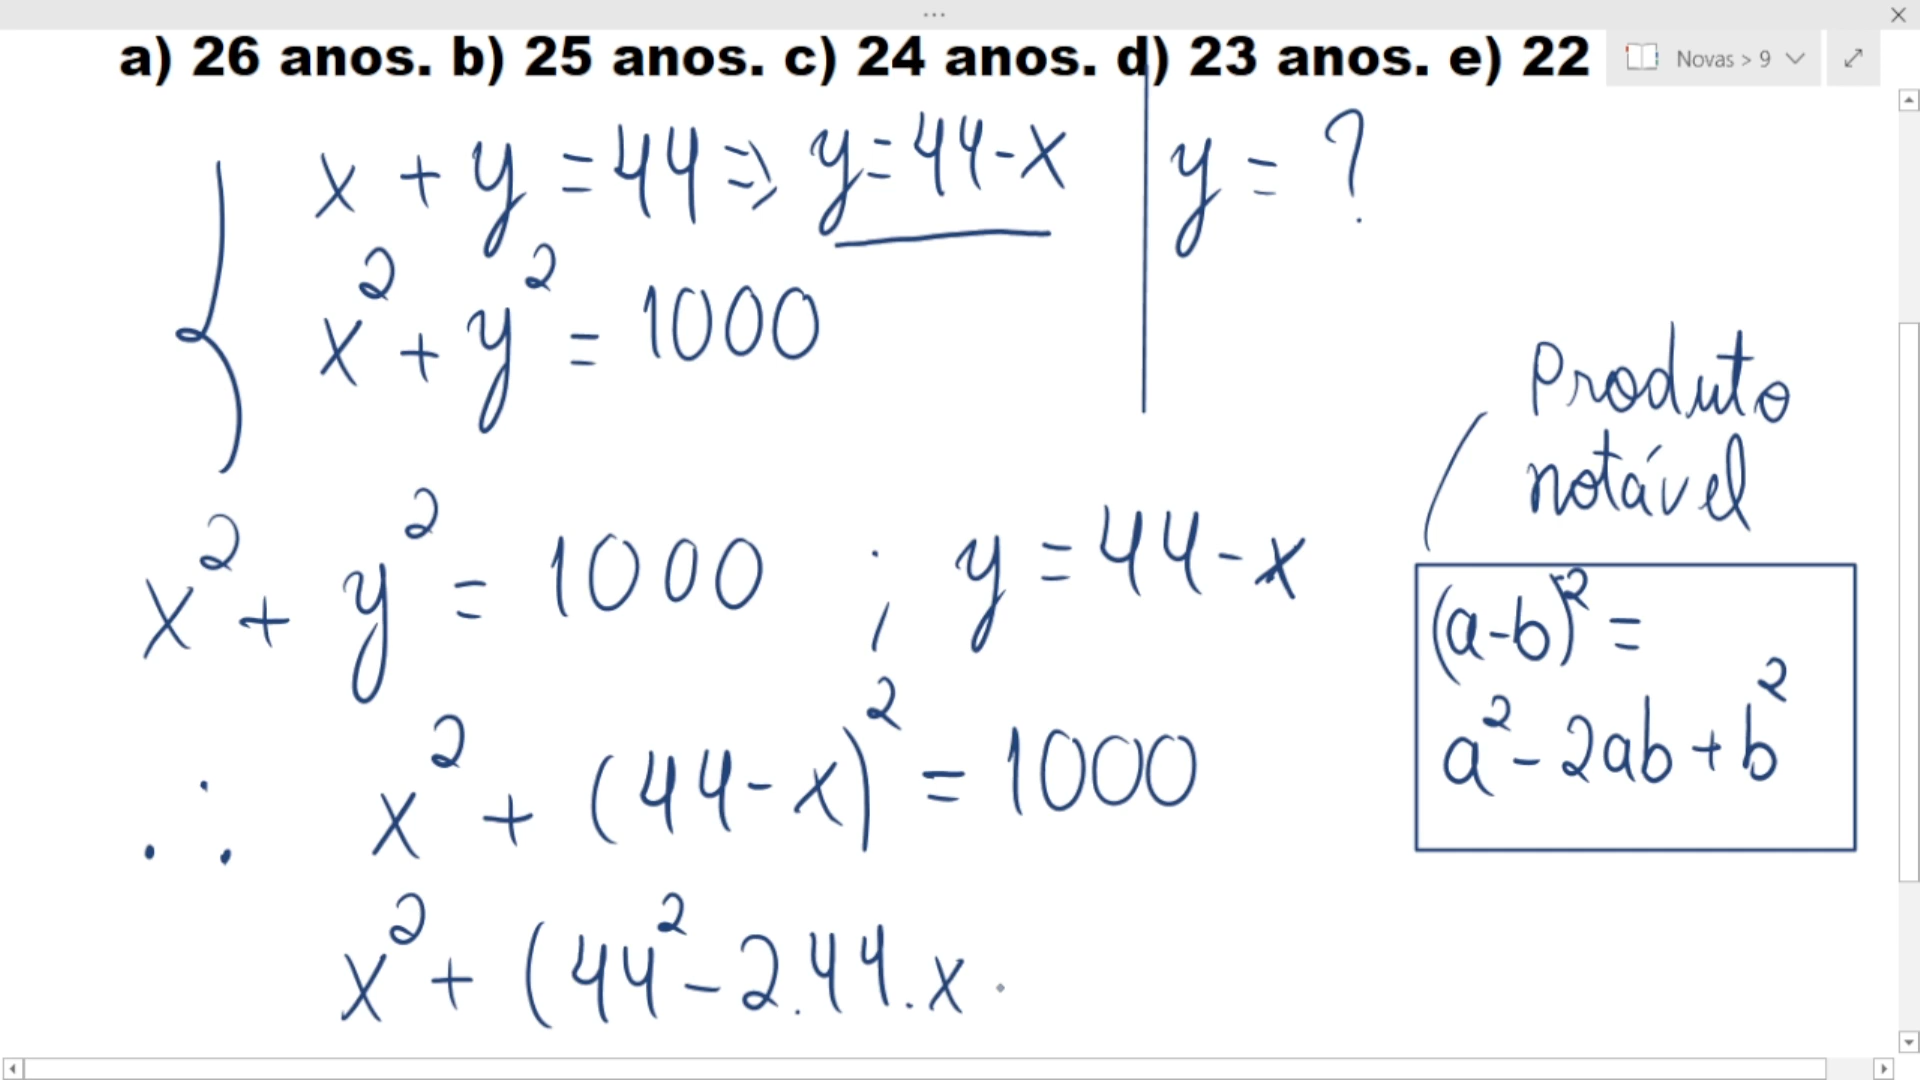 a) 26 anos. b) 25 anos. c) 24 anos. d) 23 anos. e) 22
Novas > 9
x + y = 44 => y = 44 - x
y = ?
x² + y² = 1000
Produto
notável
x² + y² = 1000 ; y = 44 - x
(a-b)² =
a² - 2ab + b²
∴ x² + (44 - x)² = 1000
x² + (44² - 2.44.x